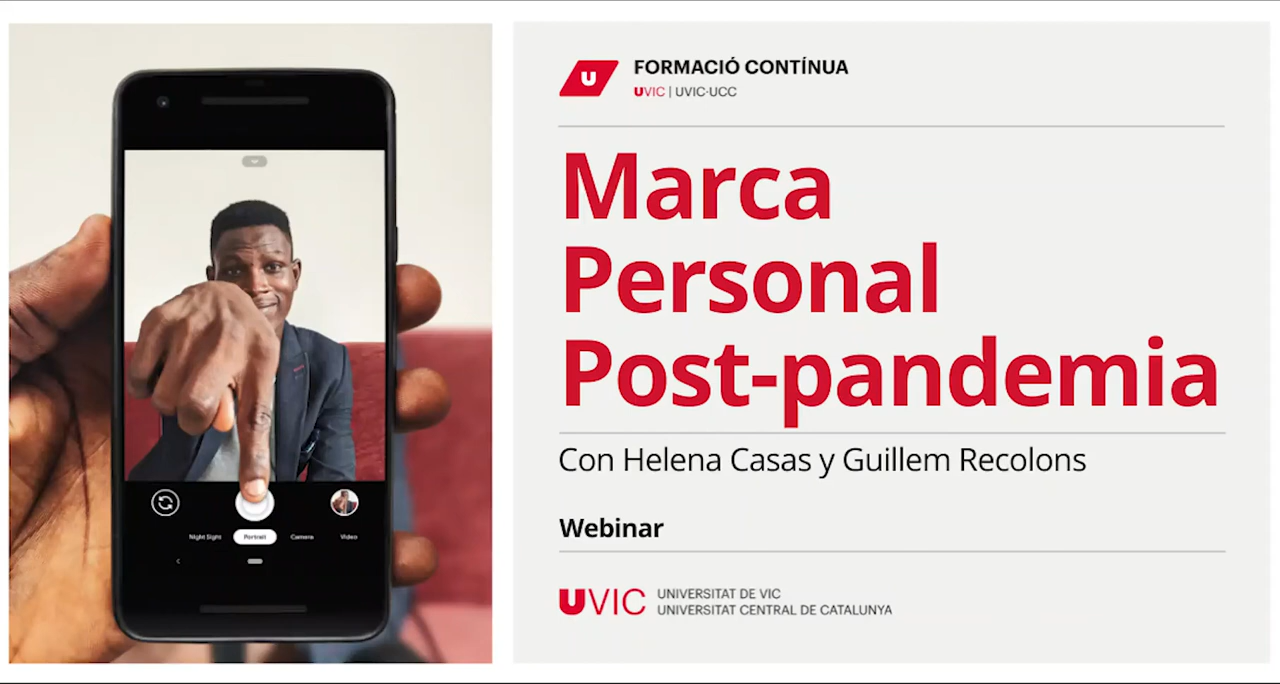 Night Sight Portrait Camera Video
U FORMACIÓ CONTÍNUA
UVIC | UVIC·UCC
Marca
Personal
Post-pandemia
Con Helena Casas y Guillem Recolons
Webinar
UVIC UNIVERSITAT DE VIC
UNIVERSITAT CENTRAL DE CATALUNYA